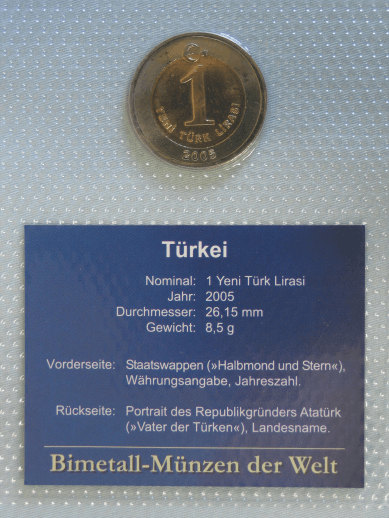 1
YENİ TÜRK LİRASI
2005
Türkei
Nominal: 1 Yeni Türk Lirasi
Jahr: 2005
Durchmesser: 26,15 mm
Gewicht: 8,5 g
Vorderseite: Staatswappen (»Halbmond und Stern«),
Währungsangabe, Jahreszahl.
Rückseite: Portrait des Republikgründers Atatürk
(»Vater der Türken«), Landesname.
Bimetall-Münzen der Welt